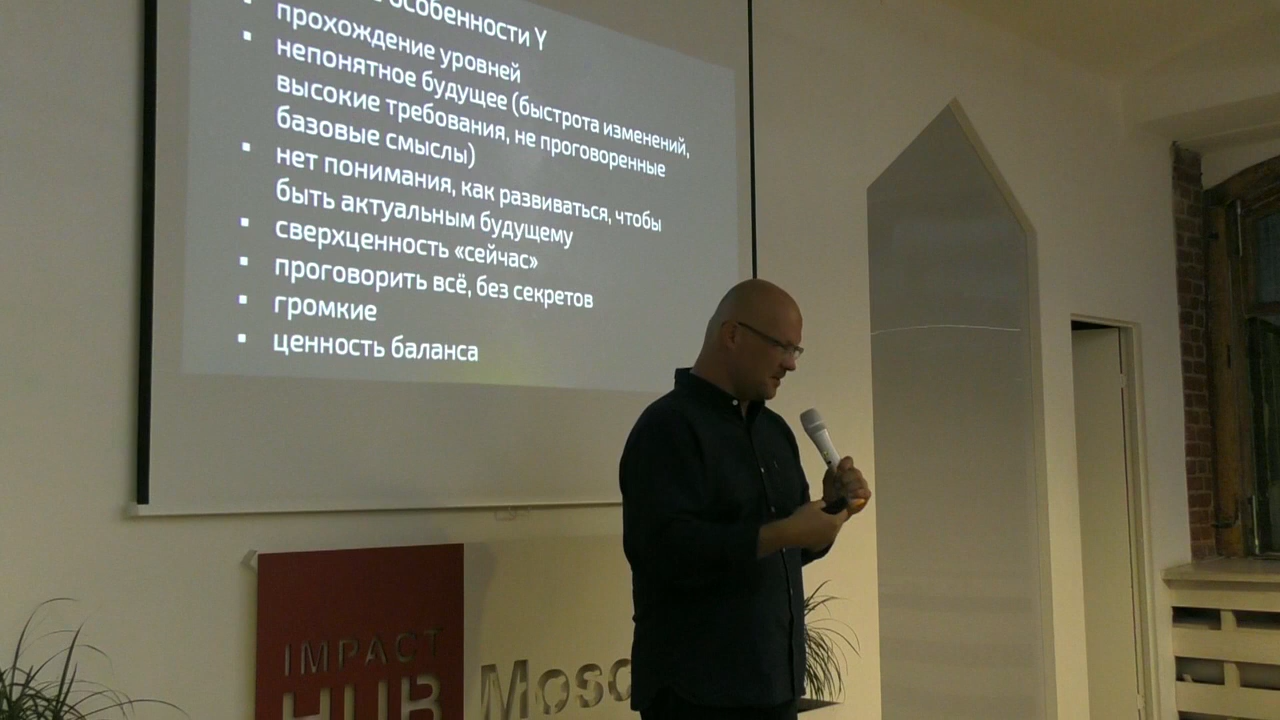 особенности Y
прохождение уровней
непонятное будущее (быстрота изменений,
высокие требования, не проговоренные
базовые смыслы)
нет понимания, как развиваться, чтобы
быть актуальным будущему
сверхценность «сейчас»
проговорить всё, без секретов
громкие
ценность баланса
IMPACT
HUB Mosc